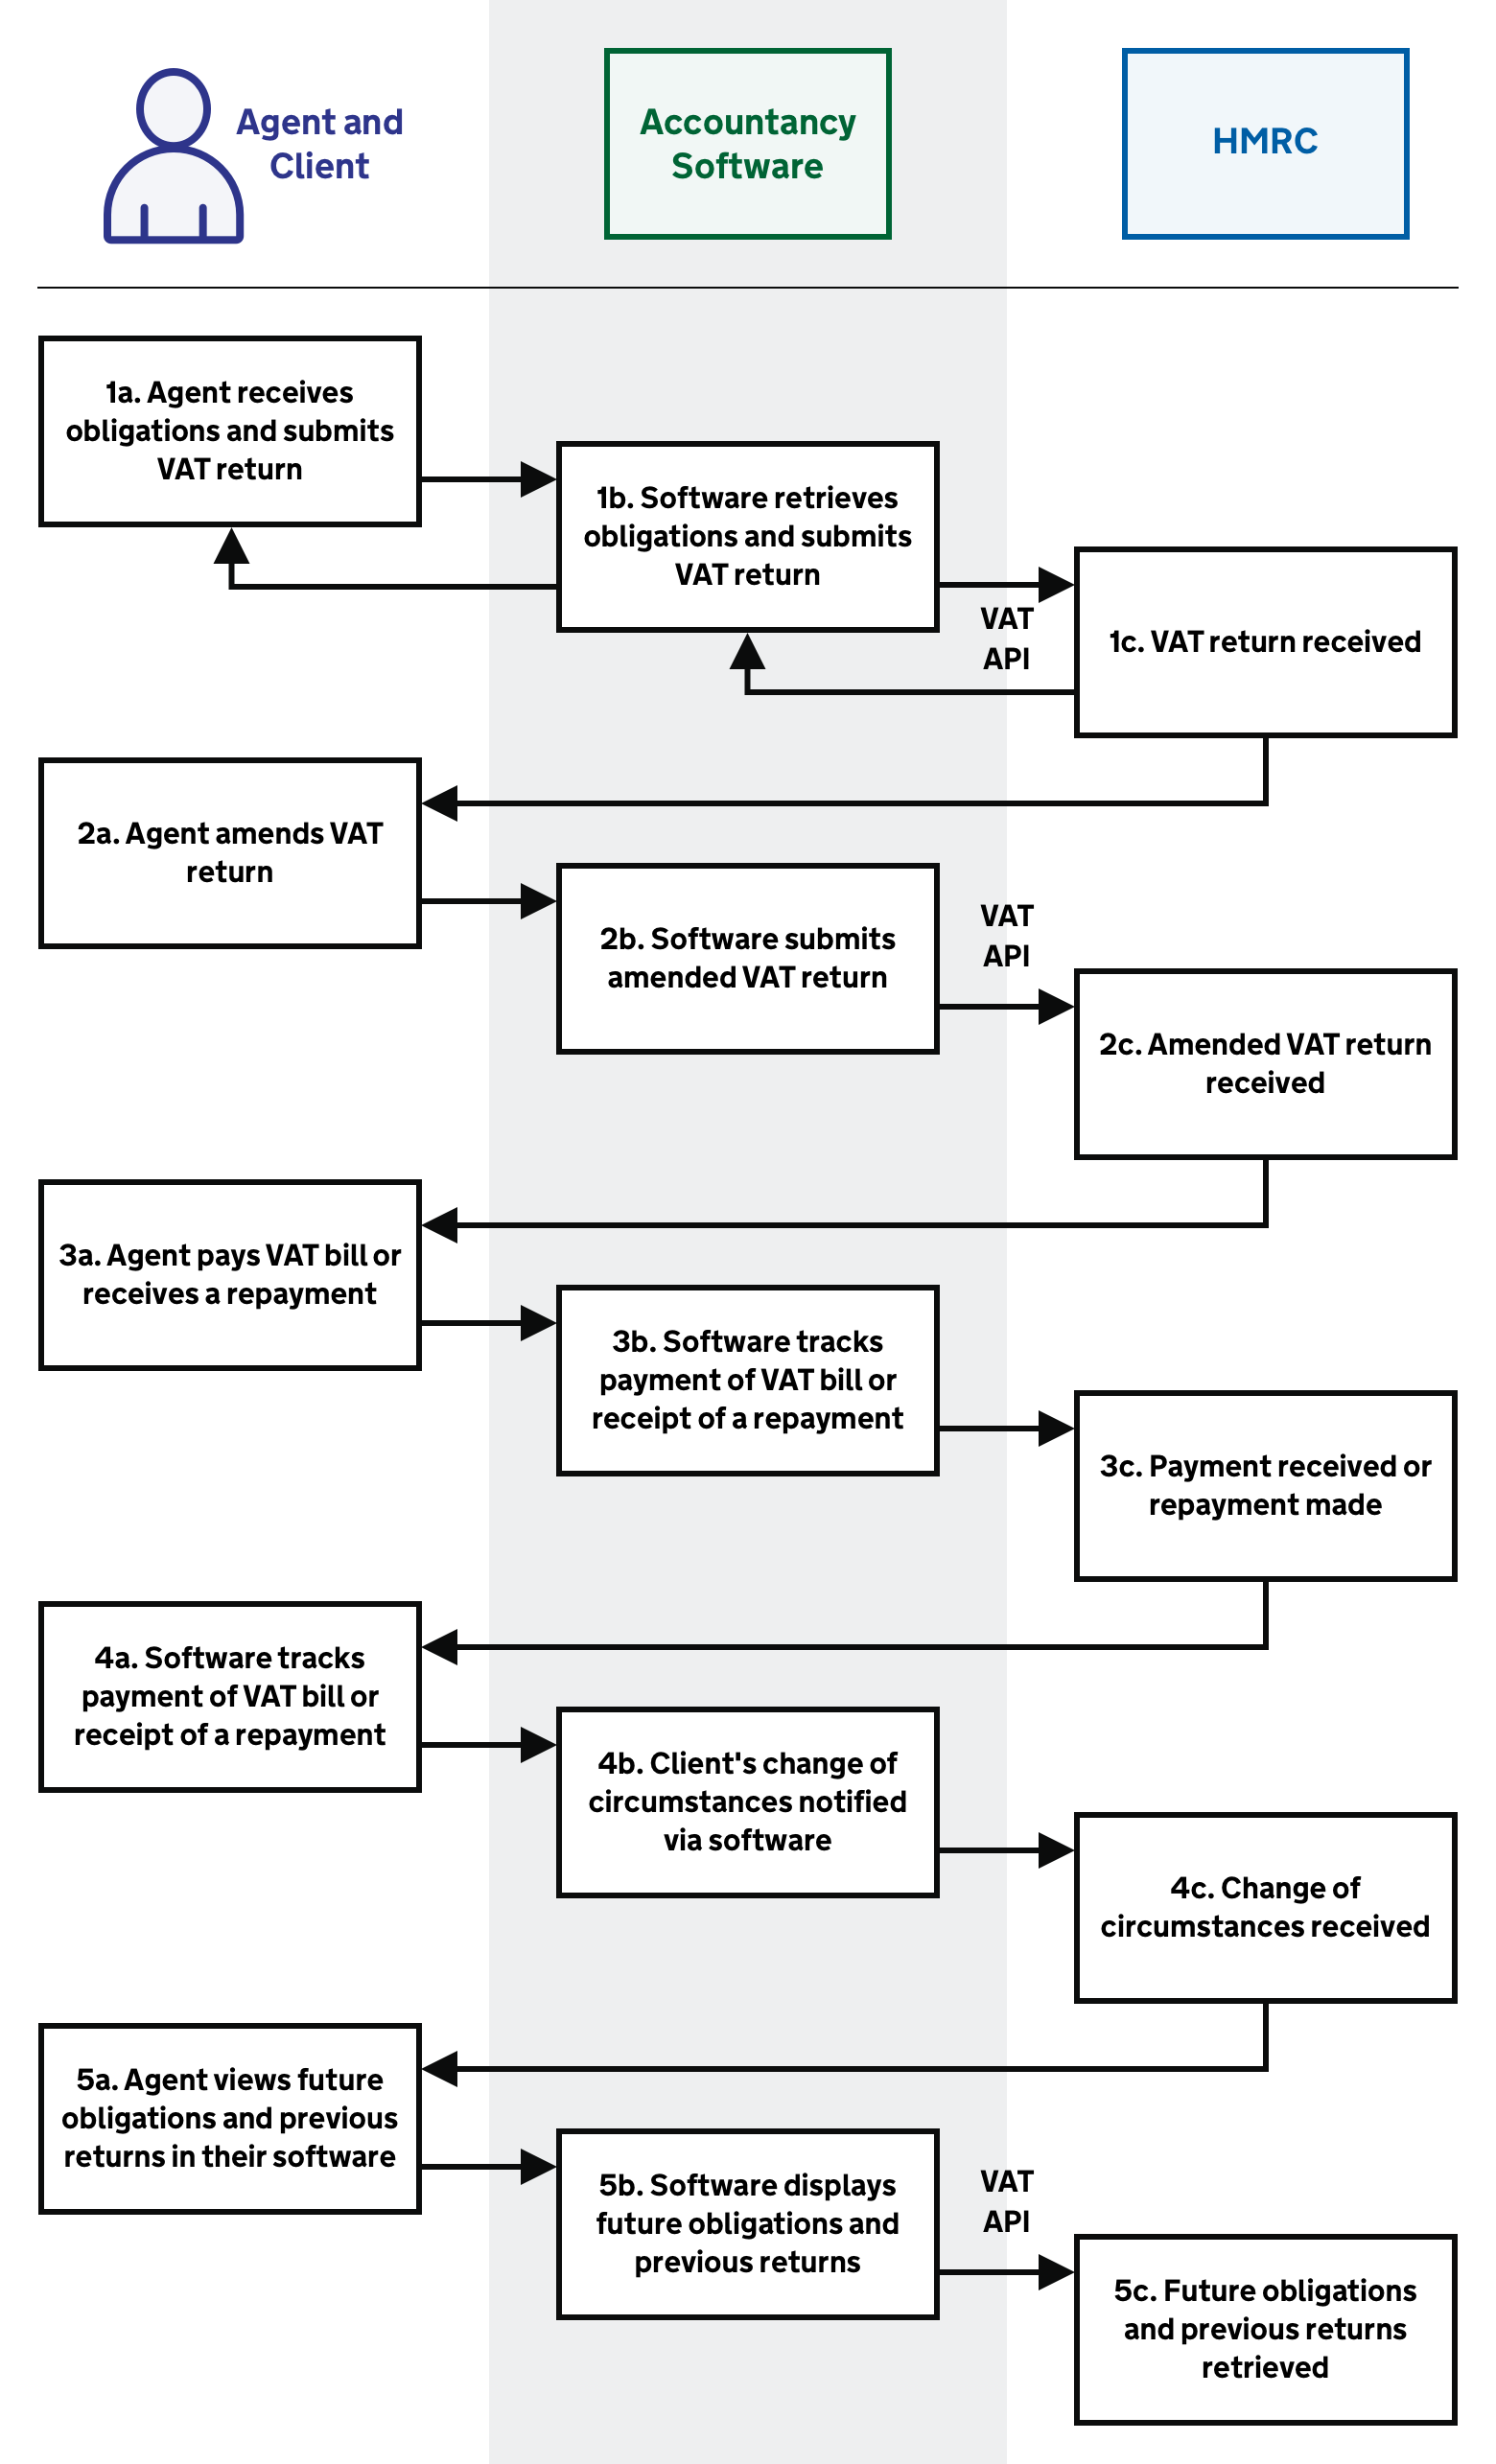 Agent and
Client
Accountancy
Software
HMRC
1a. Agent receives
obligations and submits
VAT return
1b. Software retrieves
obligations and submits
VAT return
VAT
API
1c. VAT return received
2a. Agent amends VAT
return
2b. Software submits
amended VAT return
VAT
API
2c. Amended VAT return
received
3a. Agent pays VAT bill or
receives a repayment
3b. Software tracks
payment of VAT bill or
receipt of a repayment
3c. Payment received or
repayment made
4a. Software tracks
payment of VAT bill or
receipt of a repayment
4b. Client's change of
circumstances notified
via software
4c. Change of
circumstances received
5a. Agent views future
obligations and previous
returns in their software
5b. Software displays
future obligations and
previous returns
VAT
API
5c. Future obligations
and previous returns
retrieved